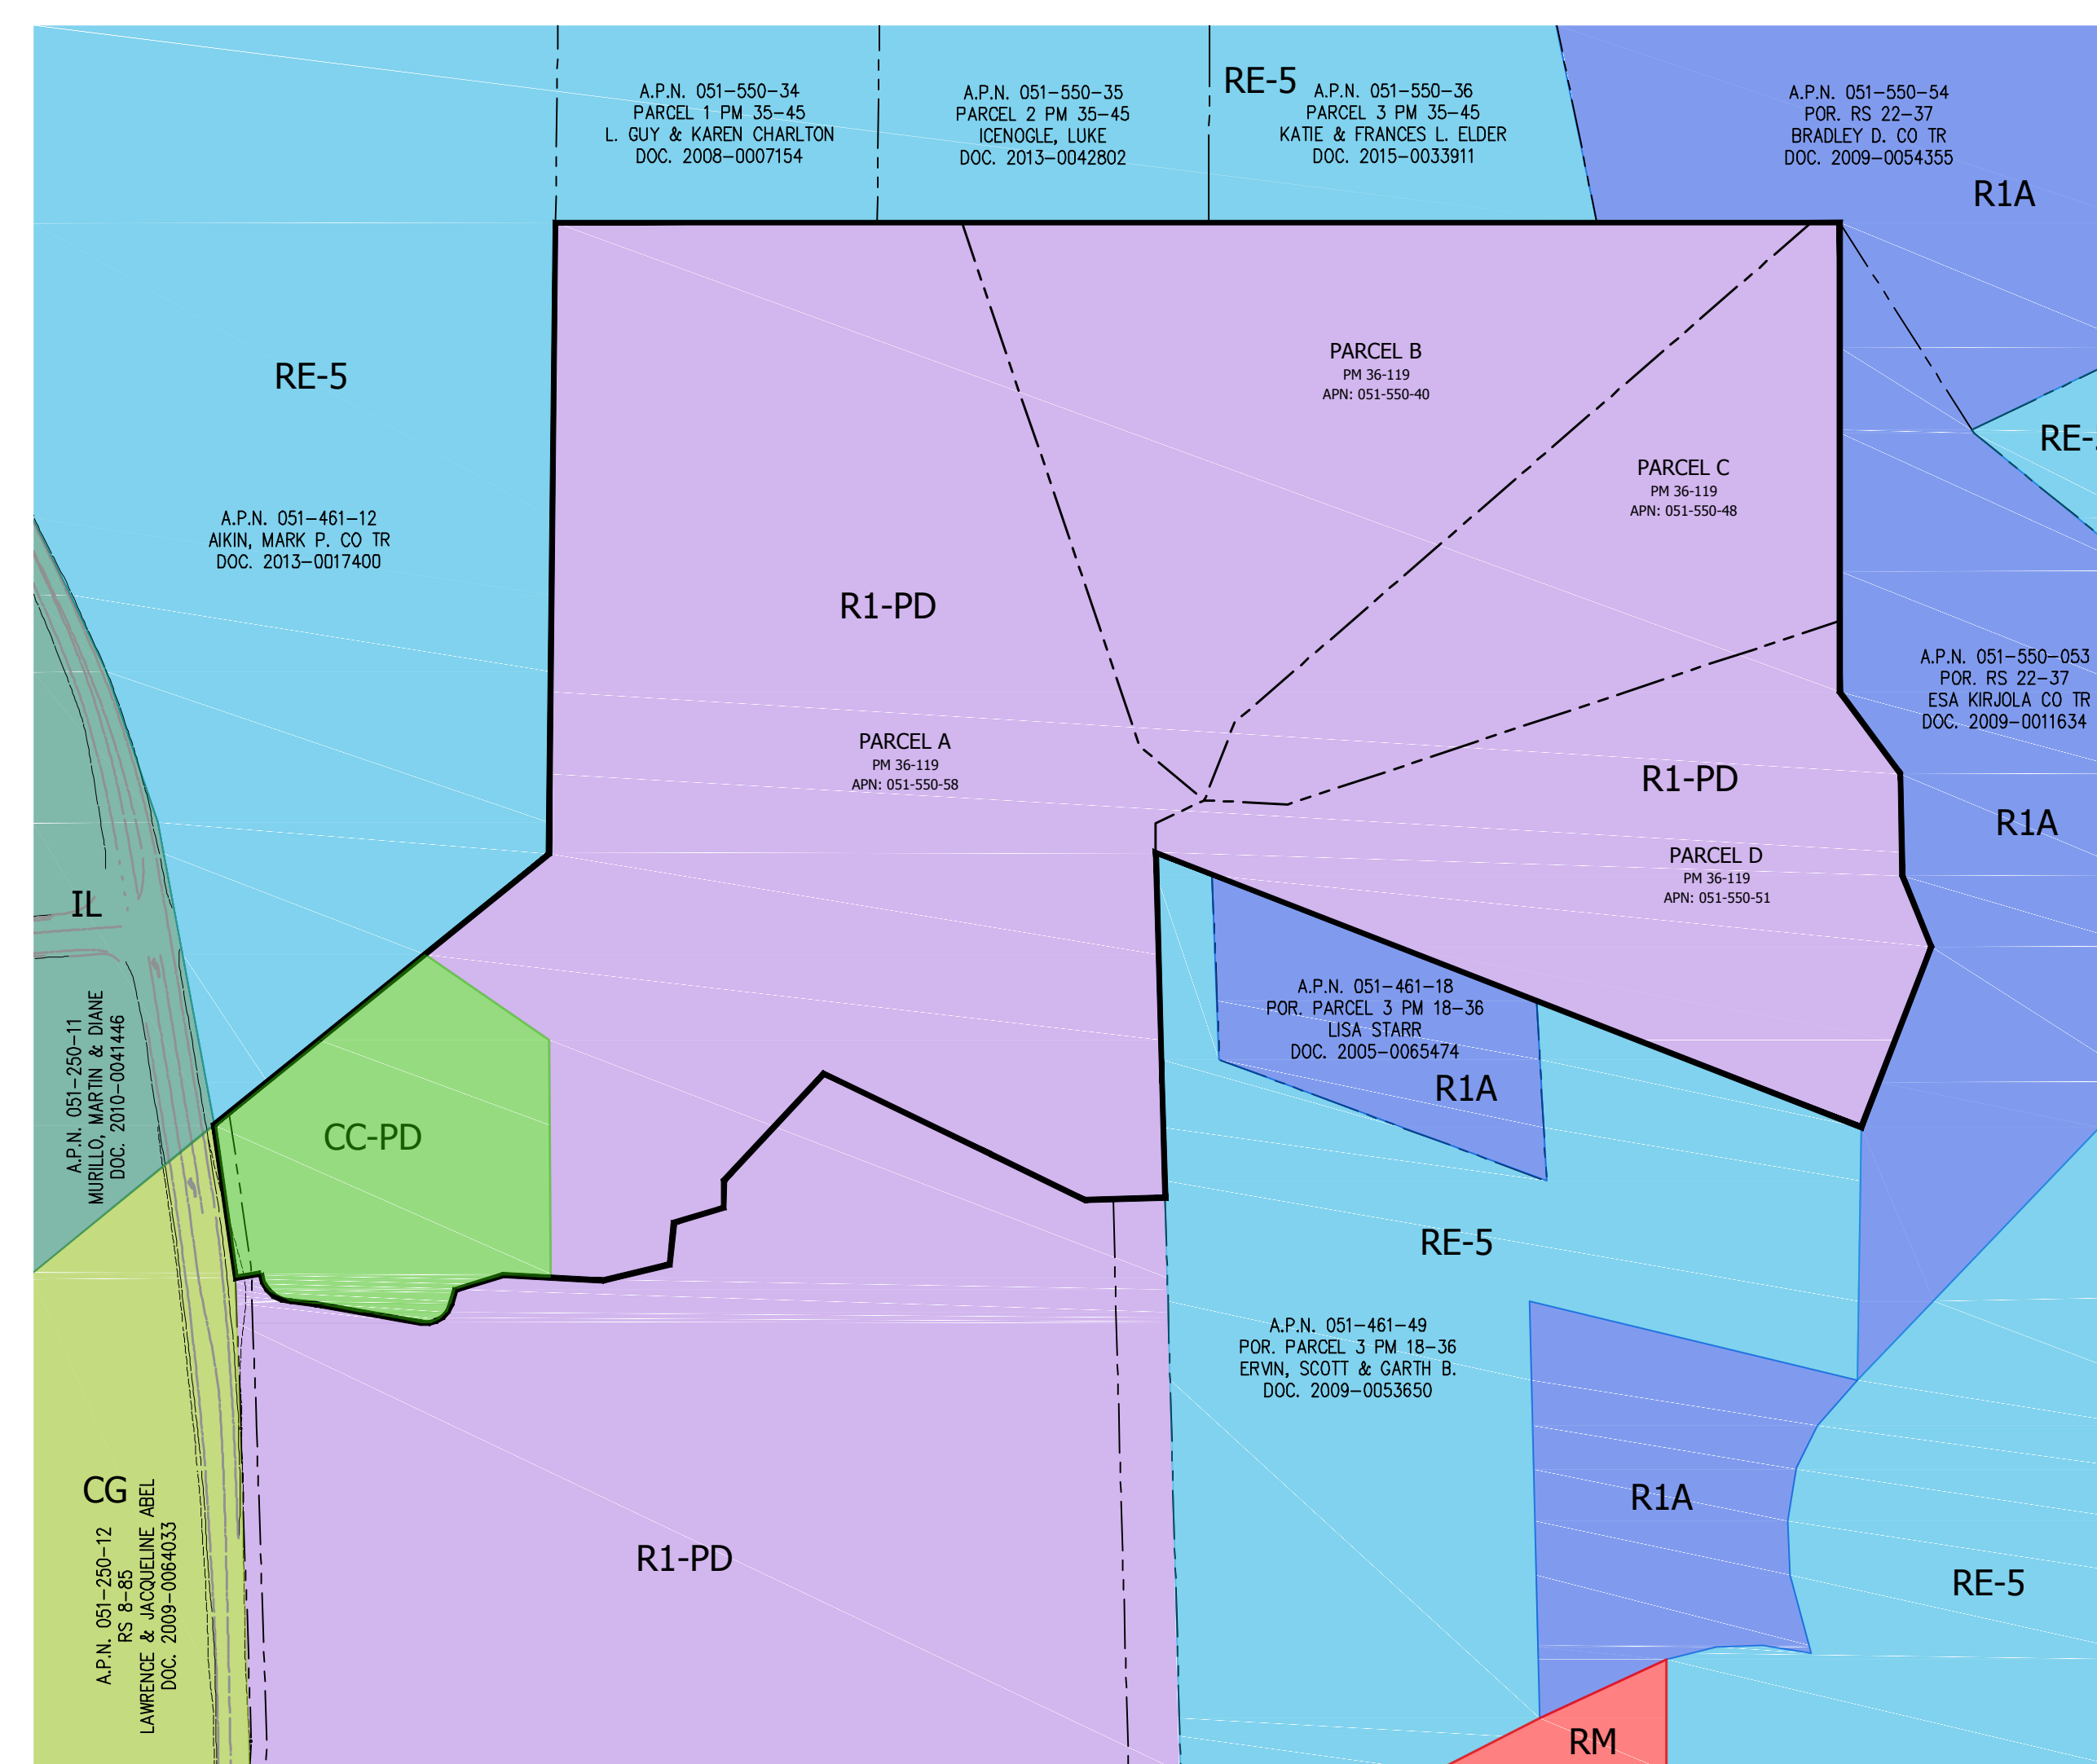 A.P.N. 051-550-34
PARCEL 1 PM 35-45
L. GUY & KAREN CHARLTON
DOC. 2008-0007154
A.P.N. 051-550-35
PARCEL 2 PM 35-45
ICENOGLE, LUKE
DOC. 2013-0042802
RE-5
A.P.N. 051-550-36
PARCEL 3 PM 35-45
KATIE & FRANCES L. ELDER
DOC. 2015-0033911
A.P.N. 051-550-54
POR. RS 22-37
BRADLEY D. CO TR
DOC. 2009-0054355
R1A
RE-5
PARCEL B
PM 36-119
APN: 051-550-40
RE-
PARCEL C
PM 36-119
APN: 051-550-48
A.P.N. 051-461-12
AIKIN, MARK P. CO TR
DOC. 2013-0017400
R1-PD
A.P.N. 051-550-053
POR. RS 22-37
ESA KIRJOLA CO TR
DOC. 2009-0011634
PARCEL A
PM 36-119
APN: 051-550-58
R1-PD
R1A
PARCEL D
PM 36-119
APN: 051-550-51
IL
A.P.N. 051-250-11
MURILLO, MARTIN & DIANE
DOC. 2010-0041446
A.P.N. 051-461-18
POR. PARCEL 3 PM 18-36
LISA STARR
DOC. 2005-0065474
R1A
CC-PD
RE-5
A.P.N. 051-461-49
POR. PARCEL 3 PM 18-36
ERVIN, SCOTT & GARTH B.
DOC. 2009-0053650
CG
A.P.N. 051-250-12
RS 8-85
LAWRENCE & JACQUELINE ABEL
DOC. 2009-0064033
R1A
R1-PD
RE-5
RM